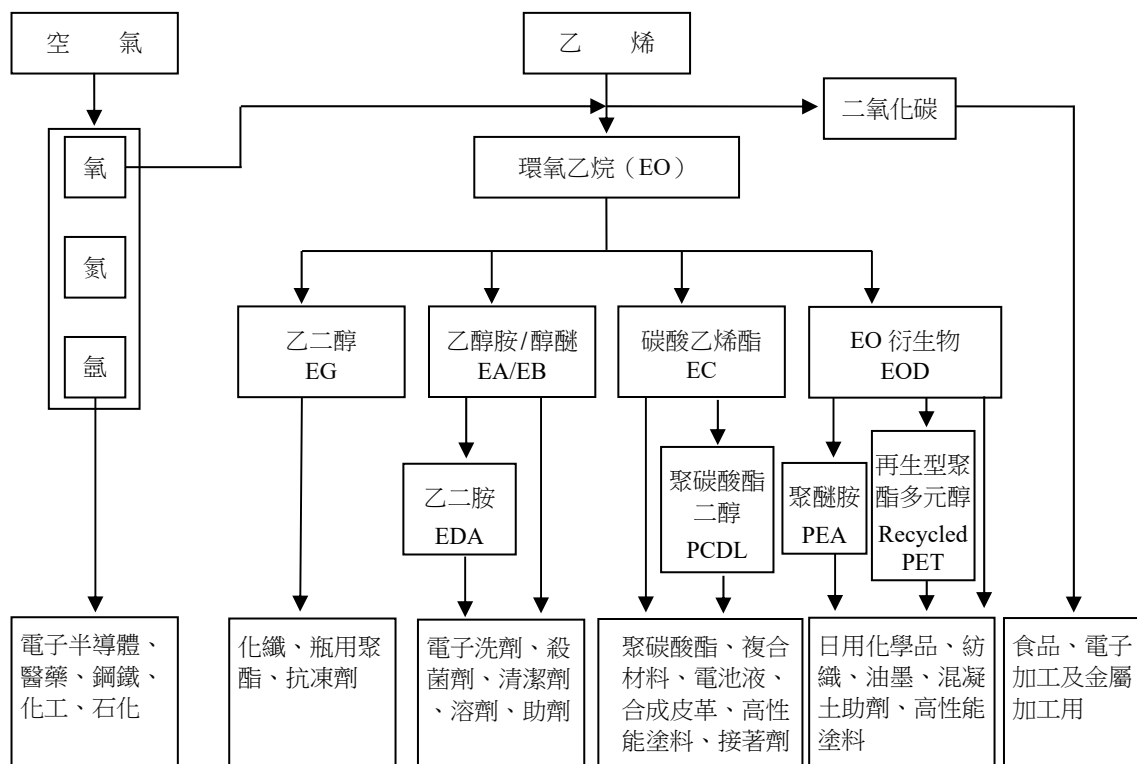 空 氣
乙 烯
二氧化碳
氧
氮
氬
環氧乙烷（EO）
乙二醇
EG
乙醇胺/醇醚
EA/EB
碳酸乙烯酯
EC
EO 衍生物
EOD
乙二胺
EDA
聚碳酸酯
二醇
PCDL
聚醚胺
PEA
再生型聚
酯多元醇
Recycled
PET
電子半導體、
醫藥、鋼鐵、
化工、石化
化纖、瓶用聚
酯、抗凍劑
電子洗劑、殺
菌劑、清潔劑
、溶劑、助劑
聚碳酸酯、複合
材料、電池液、
合成皮革、高性
能塗料、接著劑
日用化學品、紡
織、油墨、混凝
土助劑、高性能
塗料
食品、電子
加工及金屬
加工用